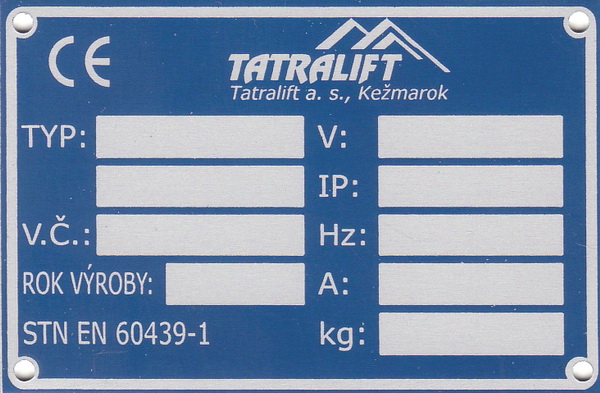 CE
TATRALIFT
Tatralift a. s., Kežmarok
TYP:
V:
IP:
V.Č.:
Hz:
ROK VÝROBY:
A:
STN EN 60439-1
kg: